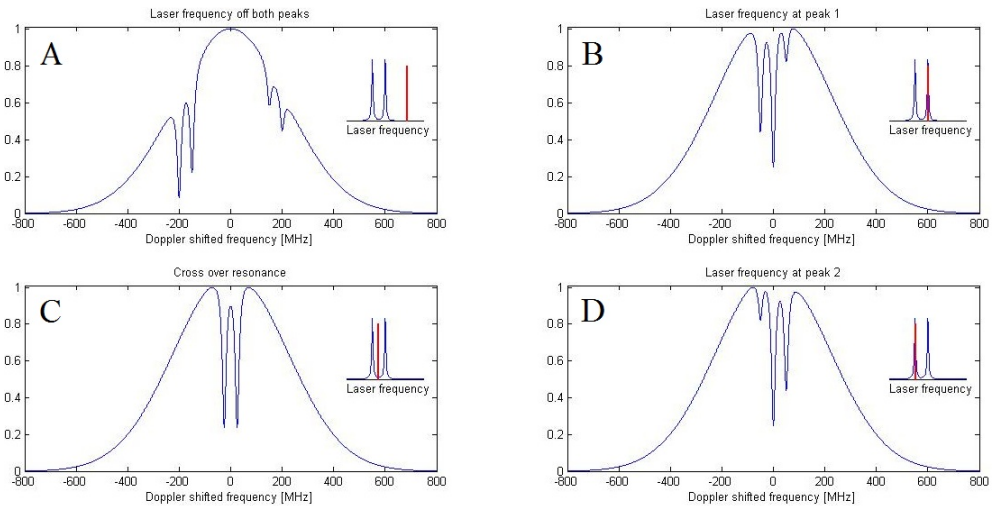 Laser frequency off both peaks
A
1
0.8
0.6
0.4
0.2
0
-800 -600 -400 -200 0 200 400 600 800
Doppler shifted frequency [MHz]
Laser frequency
Laser frequency at peak 1
B
1
0.8
0.6
0.4
0.2
0
-800 -600 -400 -200 0 200 400 600 800
Doppler shifted frequency [MHz]
Laser frequency
Cross over resonance
C
1
0.8
0.6
0.4
0.2
0
-800 -600 -400 -200 0 200 400 600 800
Doppler shifted frequency [MHz]
Laser frequency
Laser frequency at peak 2
D
1
0.8
0.6
0.4
0.2
0
-800 -600 -400 -200 0 200 400 600 800
Doppler shifted frequency [MHz]
Laser frequency